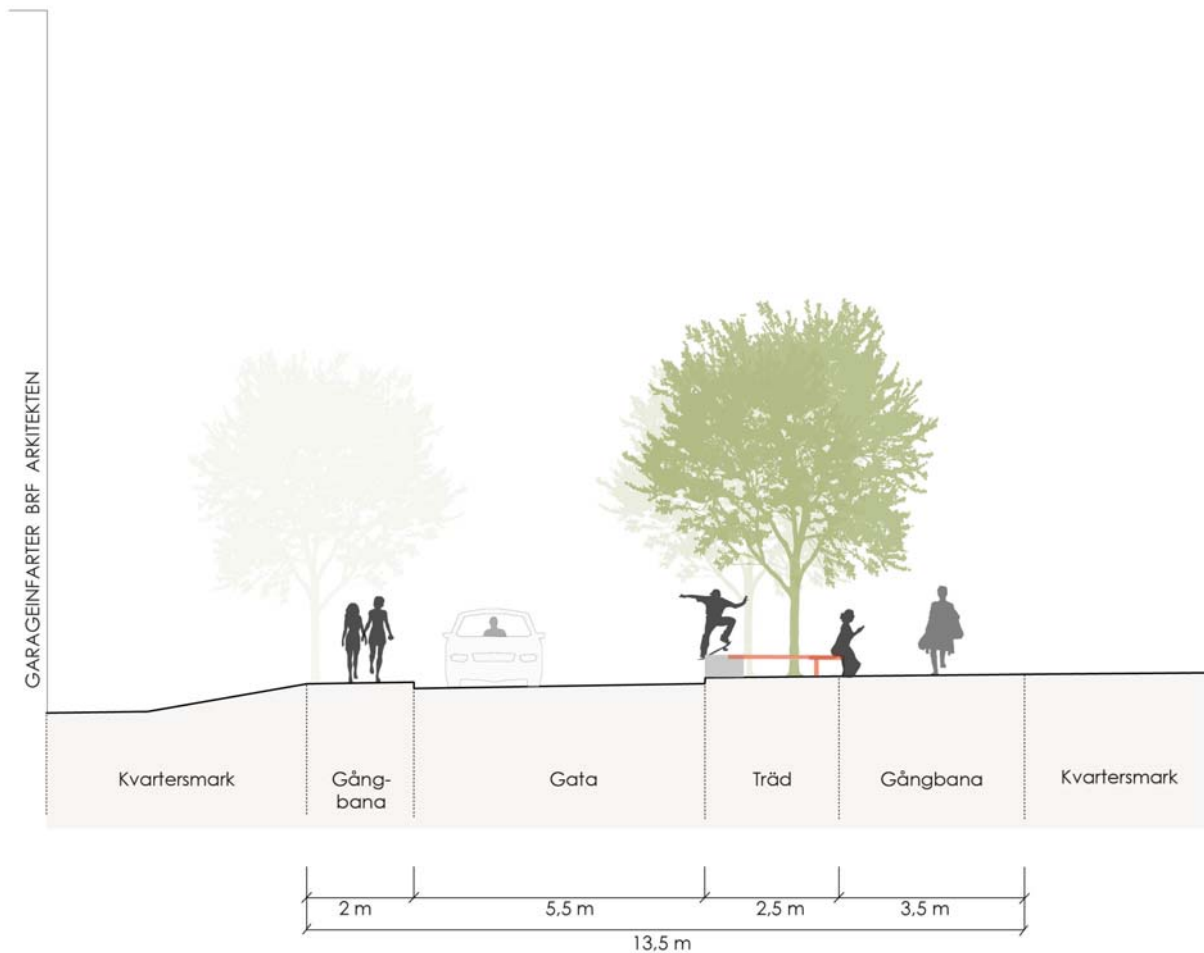 GARAGEINFARTER BRF ARKITEKTEN
Kvartersmark
Gång-
bana
Gata
Träd
Gångbana
Kvartersmark
2 m
5,5 m
2,5 m
3,5 m
13,5 m